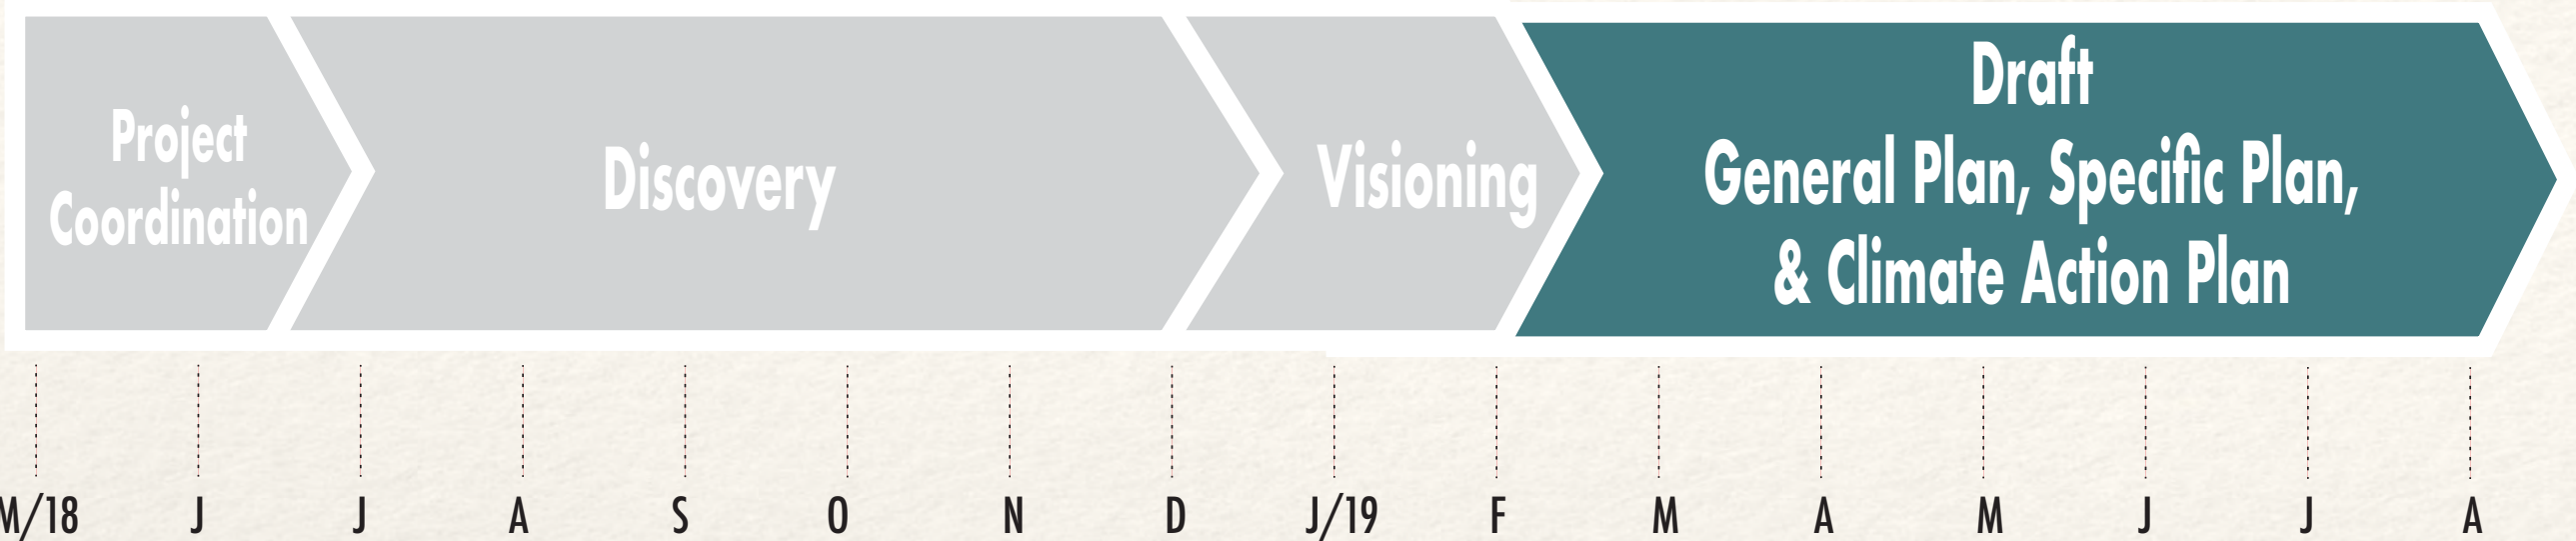 Project
Coordination
Discovery
Visioning
Draft
General Plan, Specific Plan,
& Climate Action Plan
M/18 J J A S O N D J/19 F M A M J J A